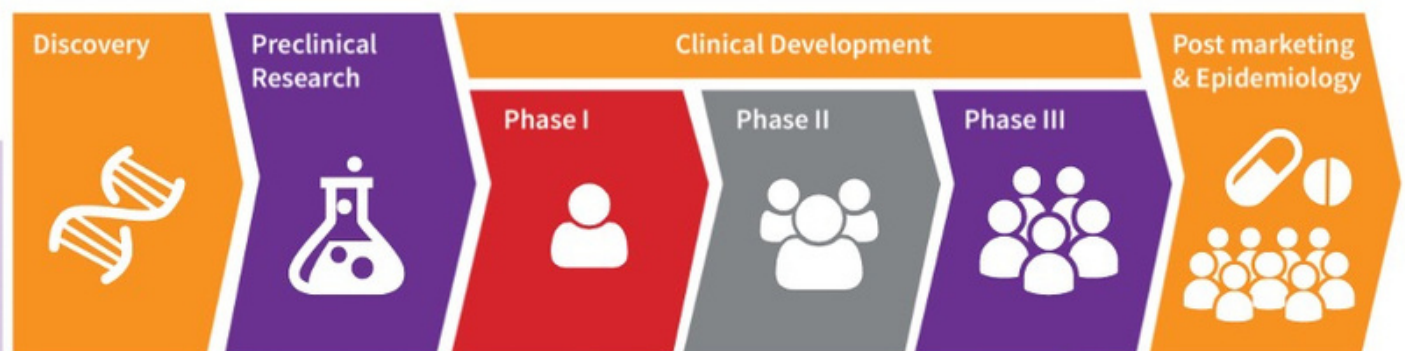 Discovery
Preclinical
Research
Clinical Development
Phase I
Phase II
Phase III
Post marketing
& Epidemiology